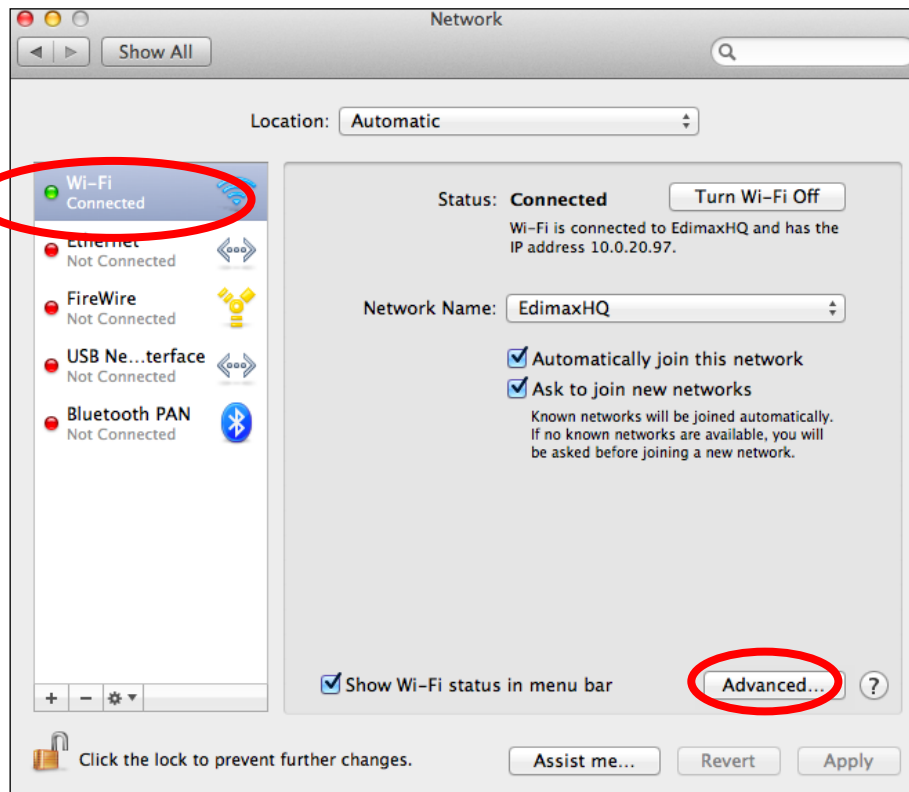 Network
Show All
Location: Automatic
Wi-Fi
Connected
Ethernet
Not Connected
FireWire
Not Connected
USB Ne...terface
Not Connected
Bluetooth PAN
Not Connected
Status: Connected
Turn Wi-Fi Off
Wi-Fi is connected to EdimaxHQ and has the
IP address 10.0.20.97.
Network Name: EdimaxHQ
Automatically join this network
Ask to join new networks
Known networks will be joined automatically.
If no known networks are available, you will
be asked before joining a new network.
Show Wi-Fi status in menu bar
Advanced...
?
+ −
Click the lock to prevent further changes.
Assist me...
Revert
Apply